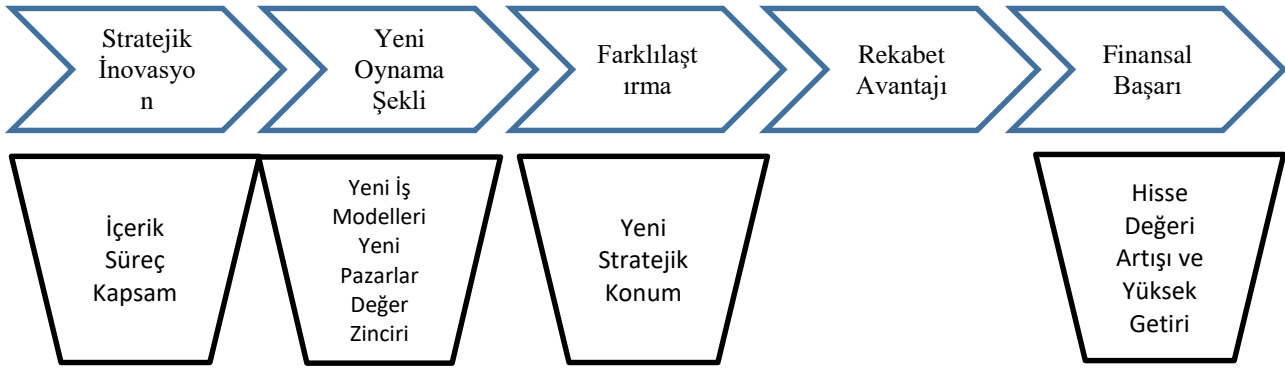 Stratejik
İnovasyo
n
Yeni
Oynama
Şekli
Farklılaşt
ırma
Rekabet
Avantajı
Finansal
Başarı
İçerik
Süreç
Kapsam
Yeni İş
Modelleri
Yeni
Pazarlar
Değer
Zinciri
Yeni
Stratejik
Konum
Hisse
Değeri
Artışı ve
Yüksek
Getiri